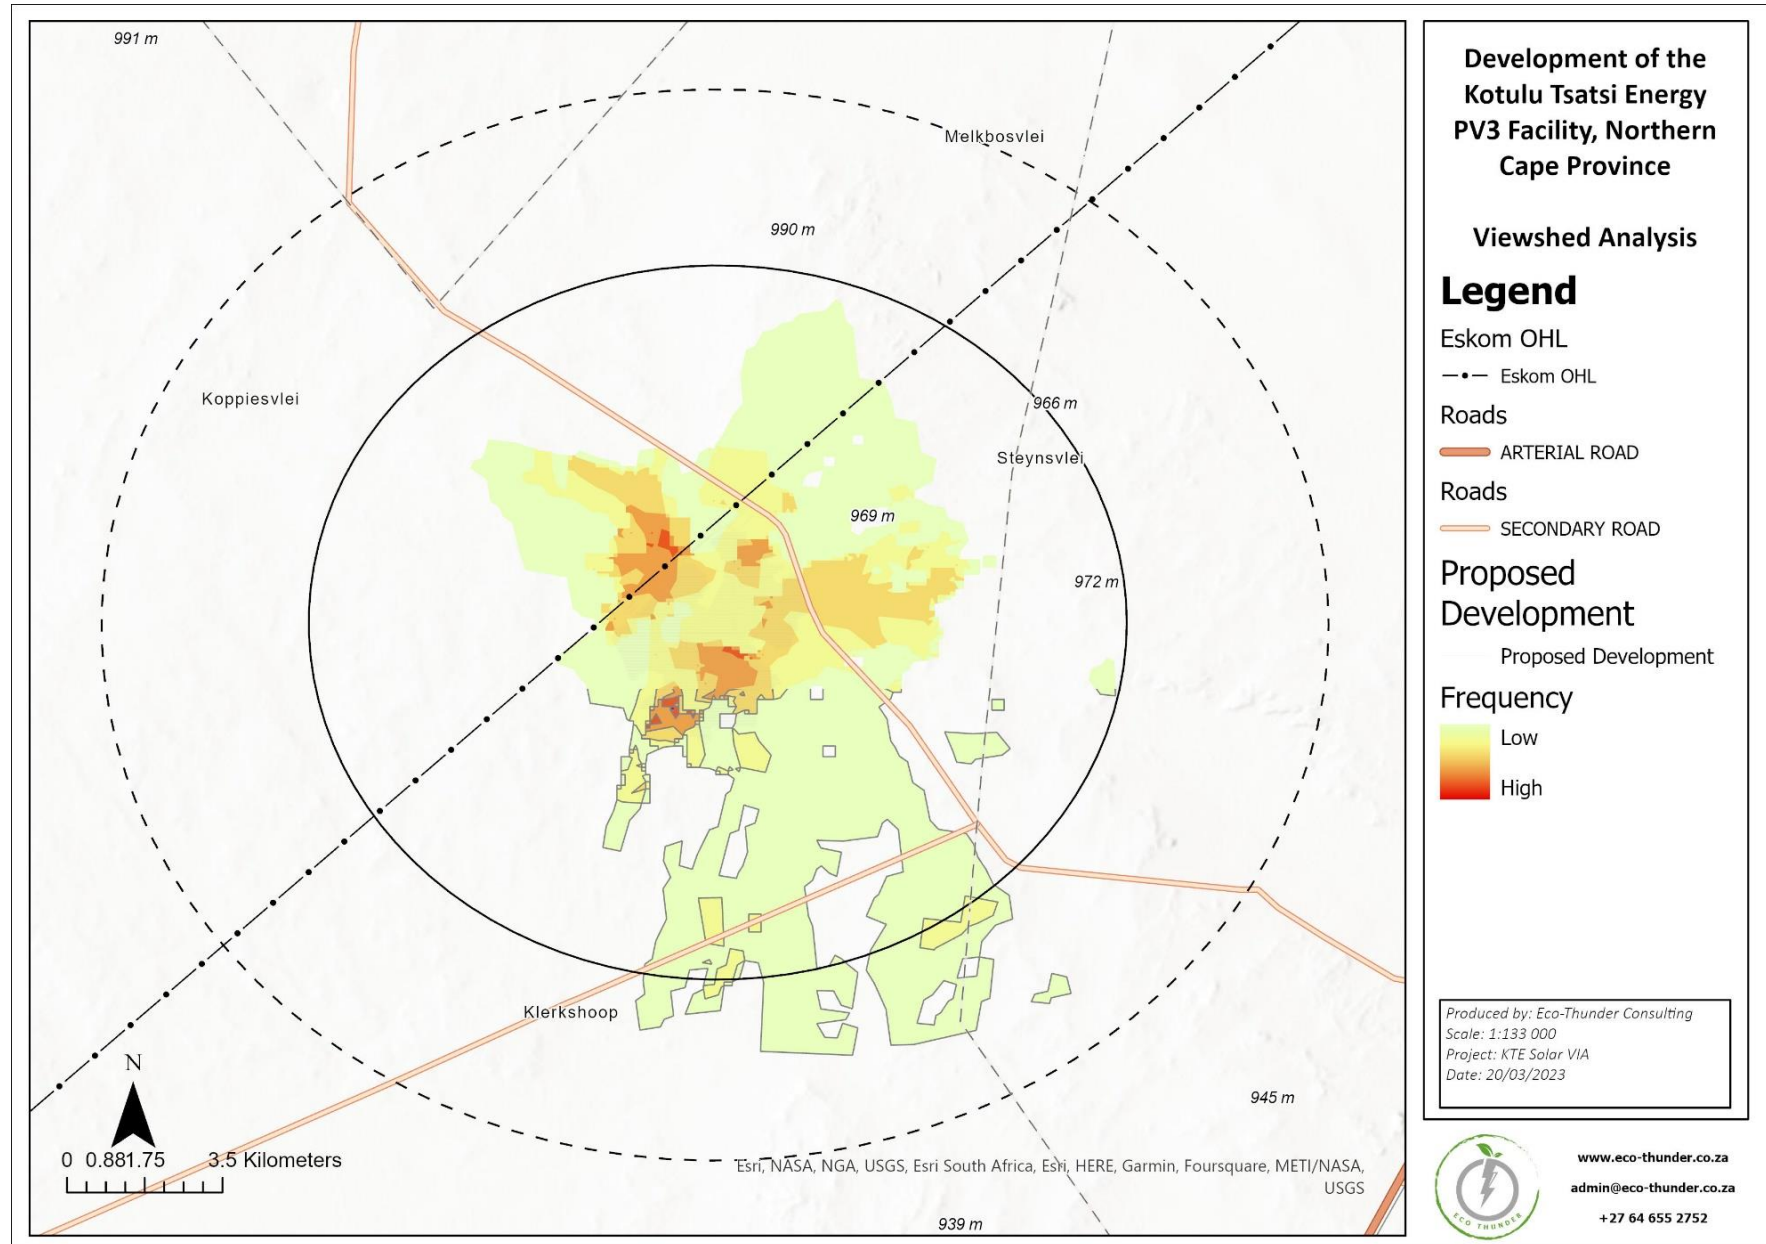 991 m
Melkbosvlei
990 m
Koppiesvlei
966 m
Steynsvlei
969 m
972 m
Klerkshoop
945 m
939 m
N
0 0.881.75 3.5 Kilometers
Esri, NASA, NGA, USGS, Esri South Africa, Esri, HERE, Garmin, Foursquare, METI/NASA,
USGS
Development of the
Kotulu Tsatsi Energy
PV3 Facility, Northern
Cape Province
Viewshed Analysis
Legend
Eskom OHL
Eskom OHL
Roads
ARTERIAL ROAD
Roads
SECONDARY ROAD
Proposed
Development
Proposed Development
Frequency
Low
High
Produced by: Eco-Thunder Consulting
Scale: 1:133 000
Project: KTE Solar VIA
Date: 20/03/2023
ECO THUNDER
www.eco-thunder.co.za
admin@eco-thunder.co.za
+27 64 655 2752